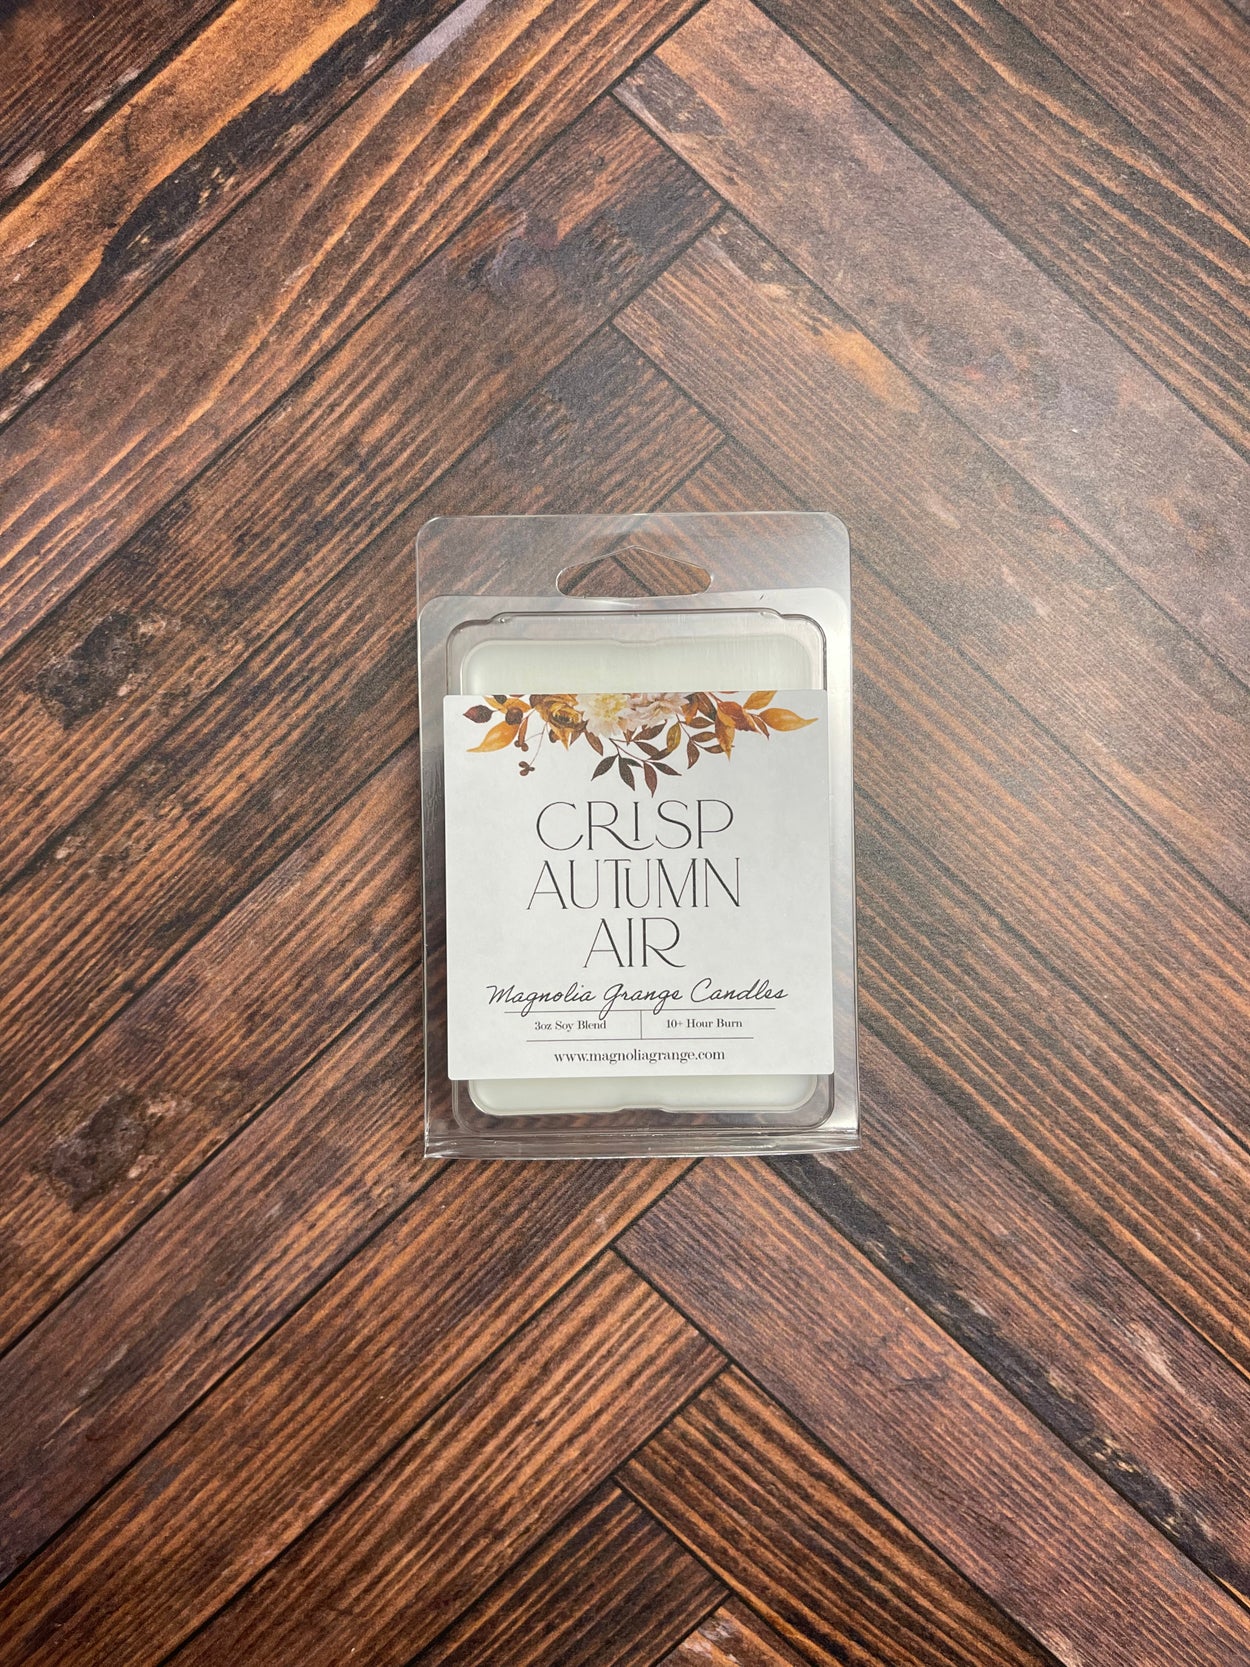 CRISP
AUTUMN
AIR
Magnolia Grange Candles
3oz Soy Blend 10+ Hour Burn
www.magnoliagrange.com